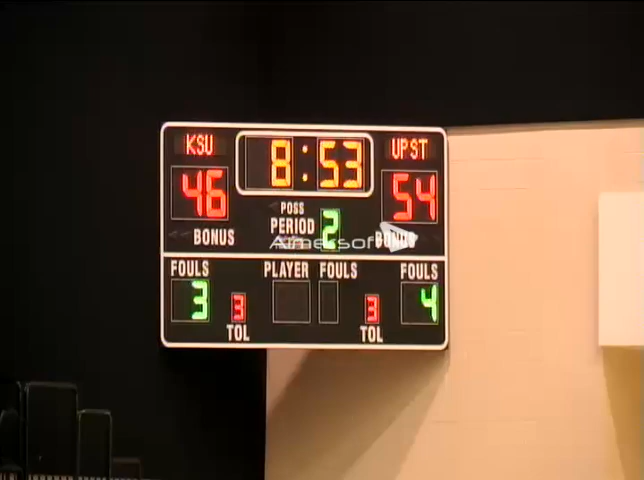 KSU 8:53 UPST
46 54
POSS
PERIOD 2
BONUS BONUS
Aimersoft
FOULS PLAYER FOULS FOULS
3 3 3 4
TOL TOL